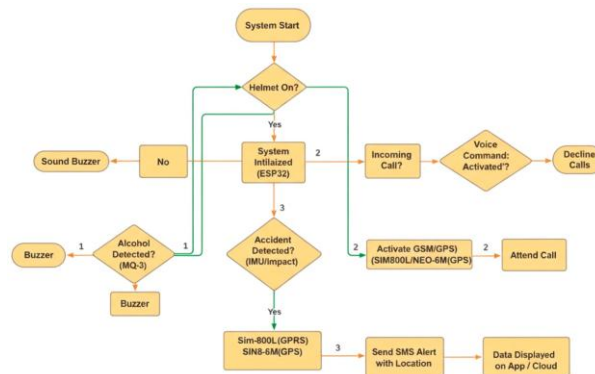 System Start
Helmet On?
Yes
Sound Buzzer
No
System
Intilaized
(ESP32)
2
Incoming
Call?
Voice
Command:
Activated'?
Decline
Calls
3
1
Buzzer
Alcohol
Detected?
(MQ-3)
1
Buzzer
Accident
Detected?
(IMU/Impact)
2
Activate GSM/GPS)
(SIM800L/NEO-6M(GPS)
2
Attend Call
Yes
Sim-800L(GPRS)
SIN8-6M(GPS)
3
Send SMS Alert
with Location
Data Displayed
on App / Cloud